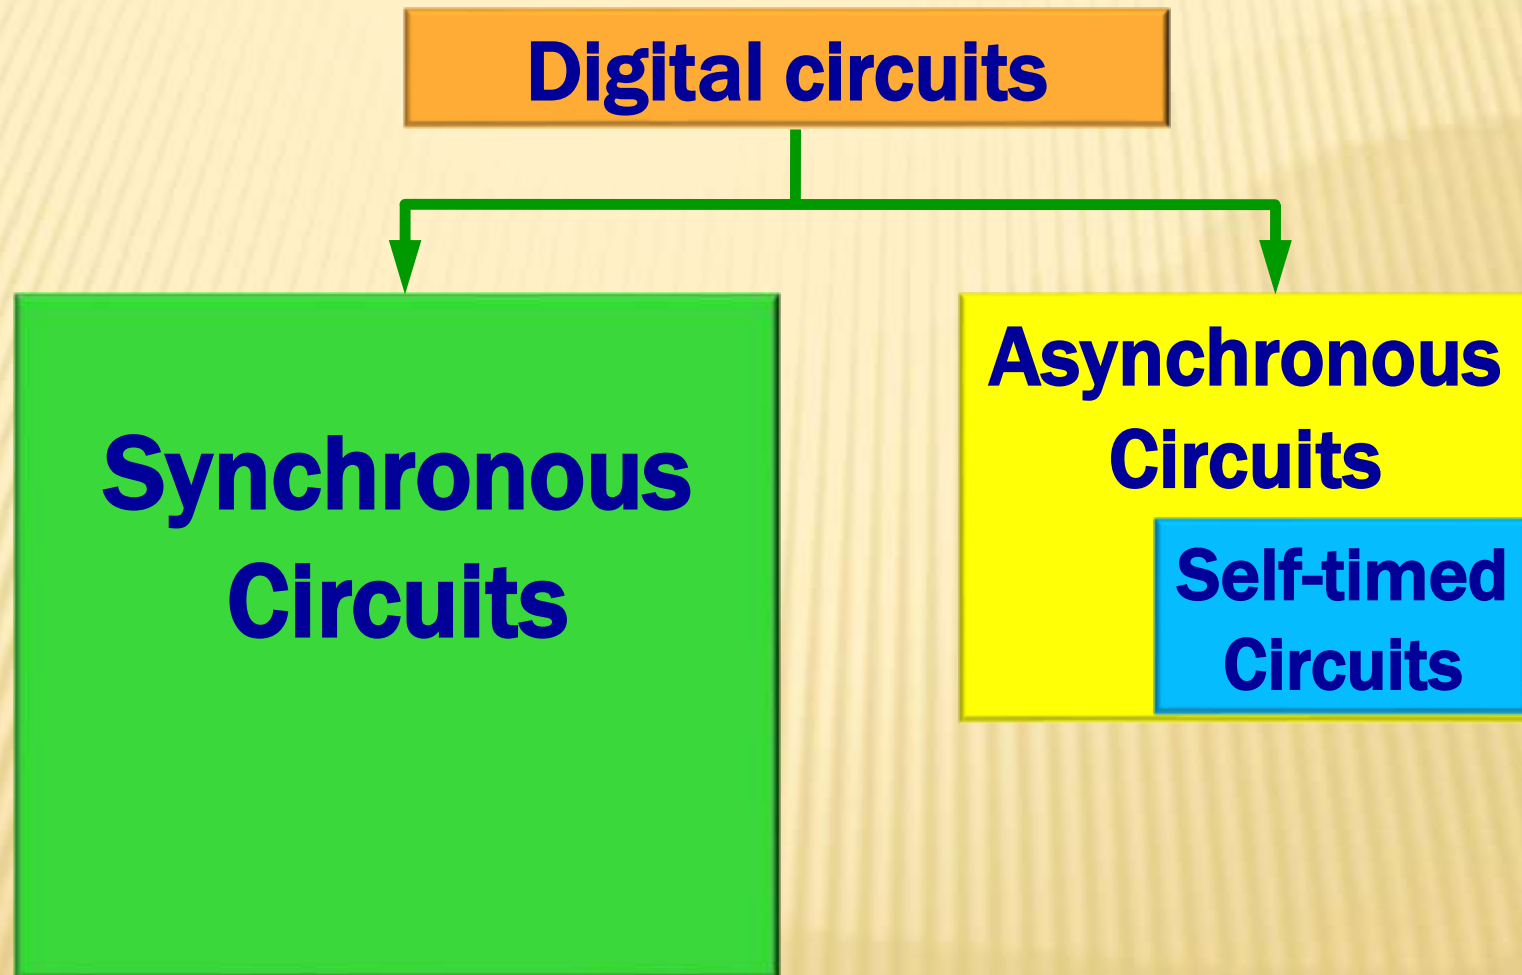 Digital circuits
Synchronous
Circuits
Asynchronous
Circuits
Self-timed
Circuits